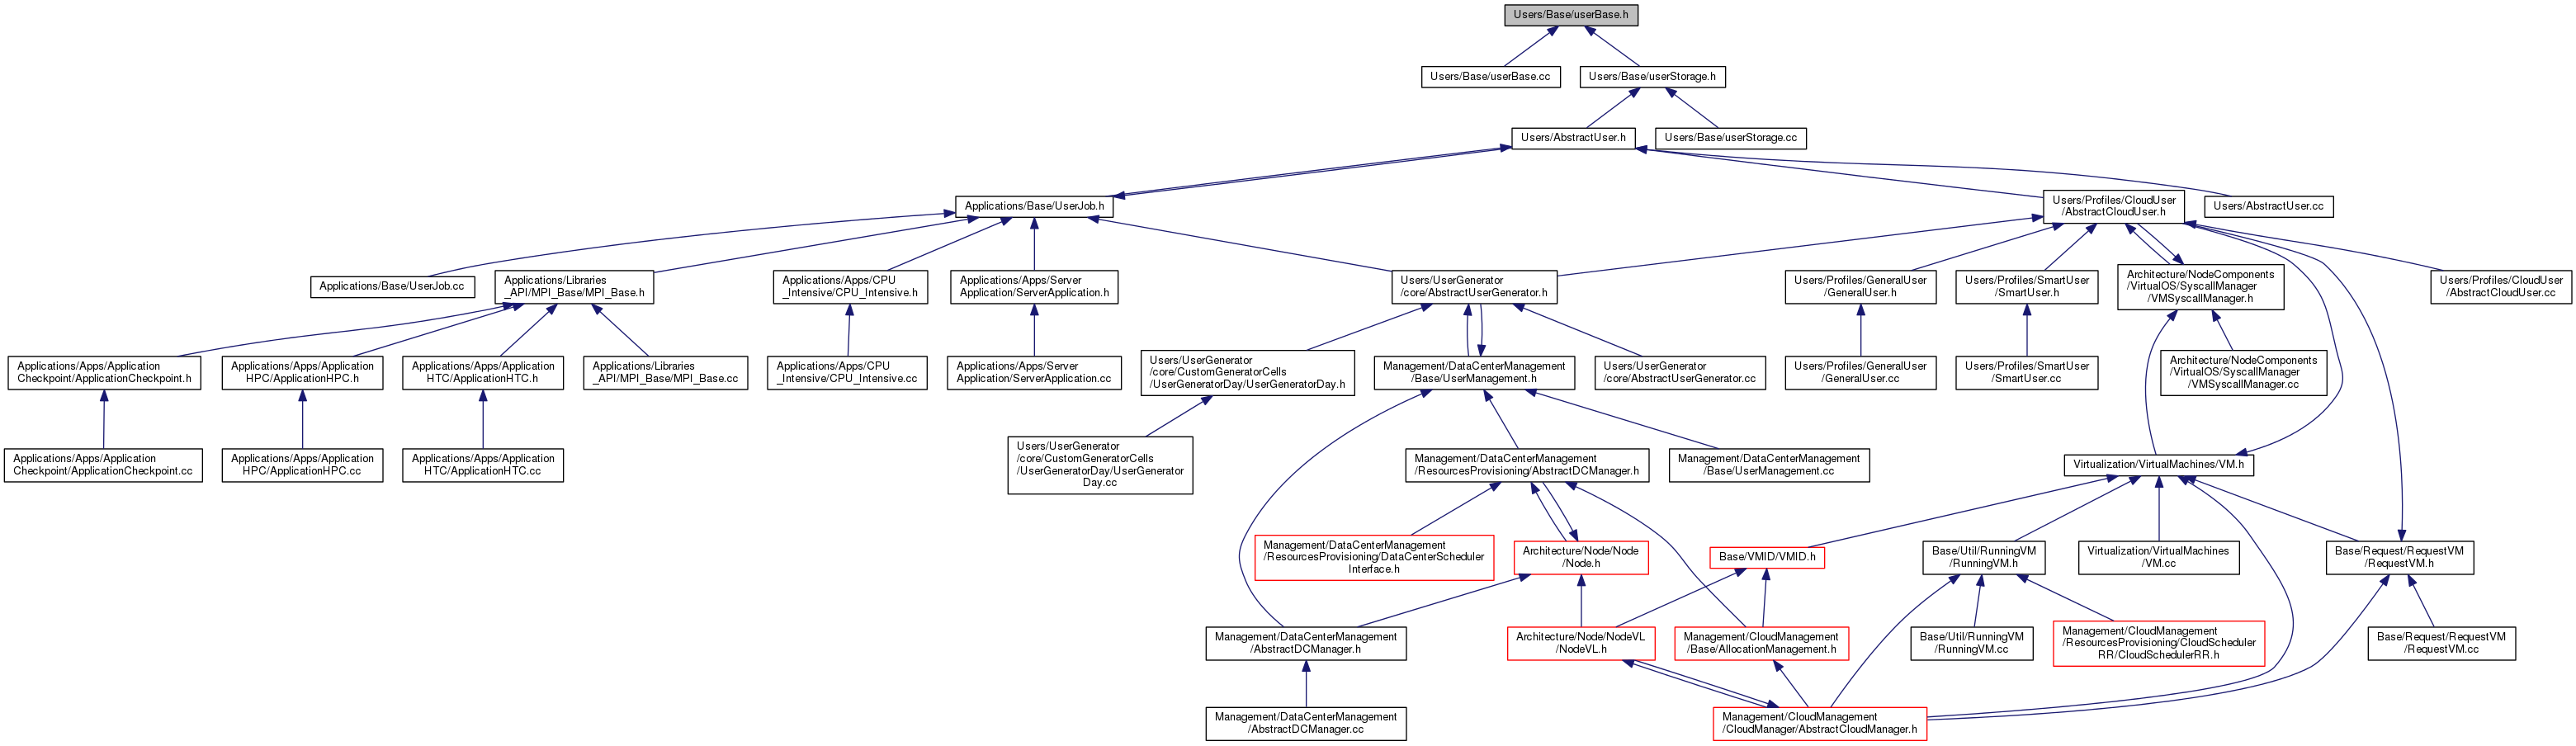 Users/Base/userBase.h
Users/Base/userBase.cc
Users/Base/userStorage.h
Users/AbstractUser.h
Users/Base/userStorage.cc
Applications/Base/UserJob.h
Users/Profiles/CloudUser
/AbstractCloudUser.h
Users/AbstractUser.cc
Applications/Base/UserJob.cc
Applications/Libraries
_API/MPI_Base/MPI_Base.h
Applications/Apps/CPU
_Intensive/CPU_Intensive.h
Applications/Apps/Server
Application/ServerApplication.h
Users/UserGenerator
/core/AbstractUserGenerator.h
Users/Profiles/GeneralUser
/GeneralUser.h
Users/Profiles/SmartUser
/SmartUser.h
Architecture/NodeComponents
/VirtualOS/SyscallManager
/VMSyscallManager.h
Users/Profiles/CloudUser
/AbstractCloudUser.cc
Applications/Apps/Application
Checkpoint/ApplicationCheckpoint.h
Applications/Apps/Application
HPC/ApplicationHPC.h
Applications/Apps/Application
HTC/ApplicationHTC.h
Applications/Libraries
_API/MPI_Base/MPI_Base.cc
Applications/Apps/CPU
_Intensive/CPU_Intensive.cc
Applications/Apps/Server
Application/ServerApplication.cc
Users/UserGenerator
/core/CustomGeneratorCells
/UserGeneratorDay/UserGeneratorDay.h
Management/DataCenterManagement
/Base/UserManagement.h
Users/UserGenerator
/core/AbstractUserGenerator.cc
Users/Profiles/GeneralUser
/GeneralUser.cc
Users/Profiles/SmartUser
/SmartUser.cc
Architecture/NodeComponents
/VirtualOS/SyscallManager
/VMSyscallManager.cc
Applications/Apps/Application
Checkpoint/ApplicationCheckpoint.cc
Applications/Apps/Application
HPC/ApplicationHPC.cc
Applications/Apps/Application
HTC/ApplicationHTC.cc
Users/UserGenerator
/core/CustomGeneratorCells
/UserGeneratorDay/UserGenerator
Day.cc
Management/DataCenterManagement
/ResourcesProvisioning/AbstractDCManager.h
Management/DataCenterManagement
/Base/UserManagement.cc
Virtualization/VirtualMachines/VM.h
Management/DataCenterManagement
/ResourcesProvisioning/DataCenterScheduler
Interface.h
Architecture/Node/Node
/Node.h
Base/VMID/VMID.h
Base/Util/RunningVM
/RunningVM.h
Virtualization/VirtualMachines
/VM.cc
Base/Request/RequestVM
/RequestVM.h
Management/DataCenterManagement
/AbstractDCManager.h
Architecture/Node/NodeVL
/NodeVL.h
Management/CloudManagement
/Base/AllocationManagement.h
Base/Util/RunningVM
/RunningVM.cc
Management/CloudManagement
/ResourcesProvisioning/CloudScheduler
RR/CloudSchedulerRR.h
Base/Request/RequestVM
/RequestVM.cc
Management/DataCenterManagement
/AbstractDCManager.cc
Management/CloudManagement
/CloudManager/AbstractCloudManager.h